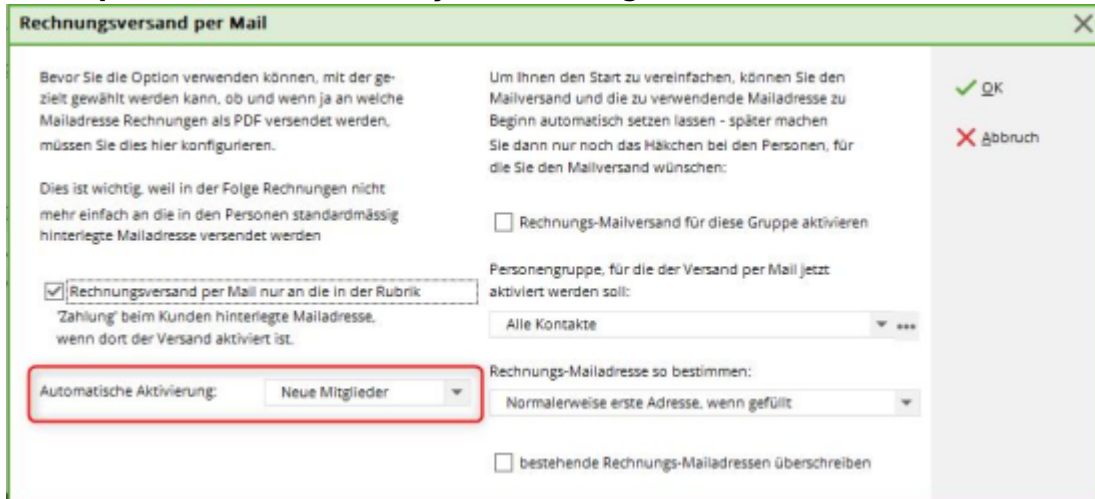 Rechnungsversand per Mail
Bevor Sie die Option verwenden können, mit der ge-
zielt gewählt werden kann, ob und wenn ja an welche
Mailadresse Rechnungen als PDF versendet werden,
müssen Sie dies hier konfigurieren.
Dies ist wichtig, weil in der Folge Rechnungen nicht
mehr einfach an die in den Personen standardmässig
hinterlegte Mailadresse versendet werden
Rechnungsversand per Mail nur an die in der Rubrik
'Zahlung' beim Kunden hinterlegte Mailadresse,
wenn dort der Versand aktiviert ist.
Automatische Aktivierung: Neue Mitglieder
Um Ihnen den Start zu vereinfachen, können Sie den
Mailversand und die zu verwendende Mailadresse zu
Beginn automatisch setzen lassen - später machen
Sie dann nur noch das Häkchen bei den Personen, für
die Sie den Mailversand wünschen:
Rechnungs-Mailversand für diese Gruppe aktivieren
Personengruppe, für die der Versand per Mail jetzt
aktiviert werden soll:
Alle Kontakte
Rechnungs-Mailadresse so bestimmen:
Normalerweise erste Adresse, wenn gefüllt
bestehende Rechnungs-Mailadressen überschreiben
OK
Abbruch